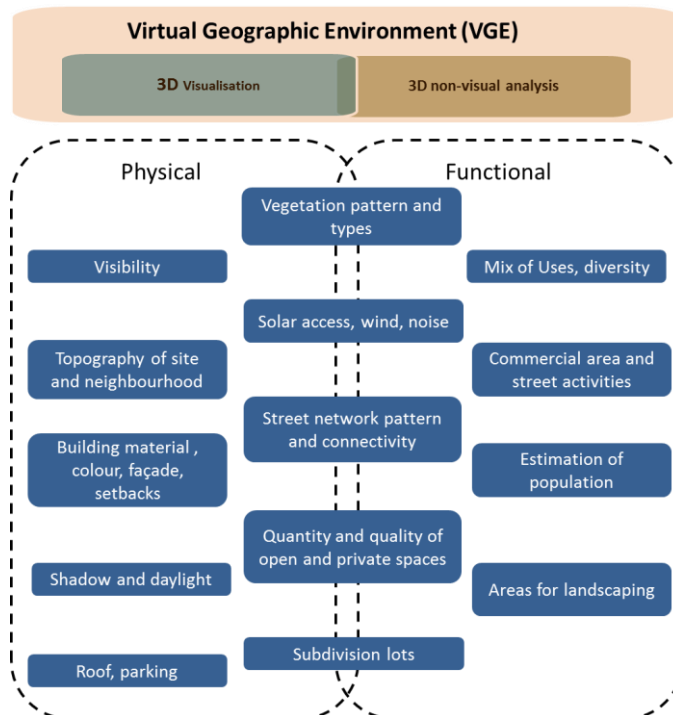 Virtual Geographic Environment (VGE)
3D Visualisation
3D non-visual analysis
Physical
Functional
Vegetation pattern and
types
Visibility
Mix of Uses, diversity
Solar access, wind, noise
Topography of site
and neighbourhood
Commercial area and
street activities
Street network pattern
and connectivity
Building material ,
colour, façade,
setbacks
Estimation of
population
Quantity and quality of
open and private spaces
Shadow and daylight
Areas for landscaping
Subdivision lots
Roof, parking